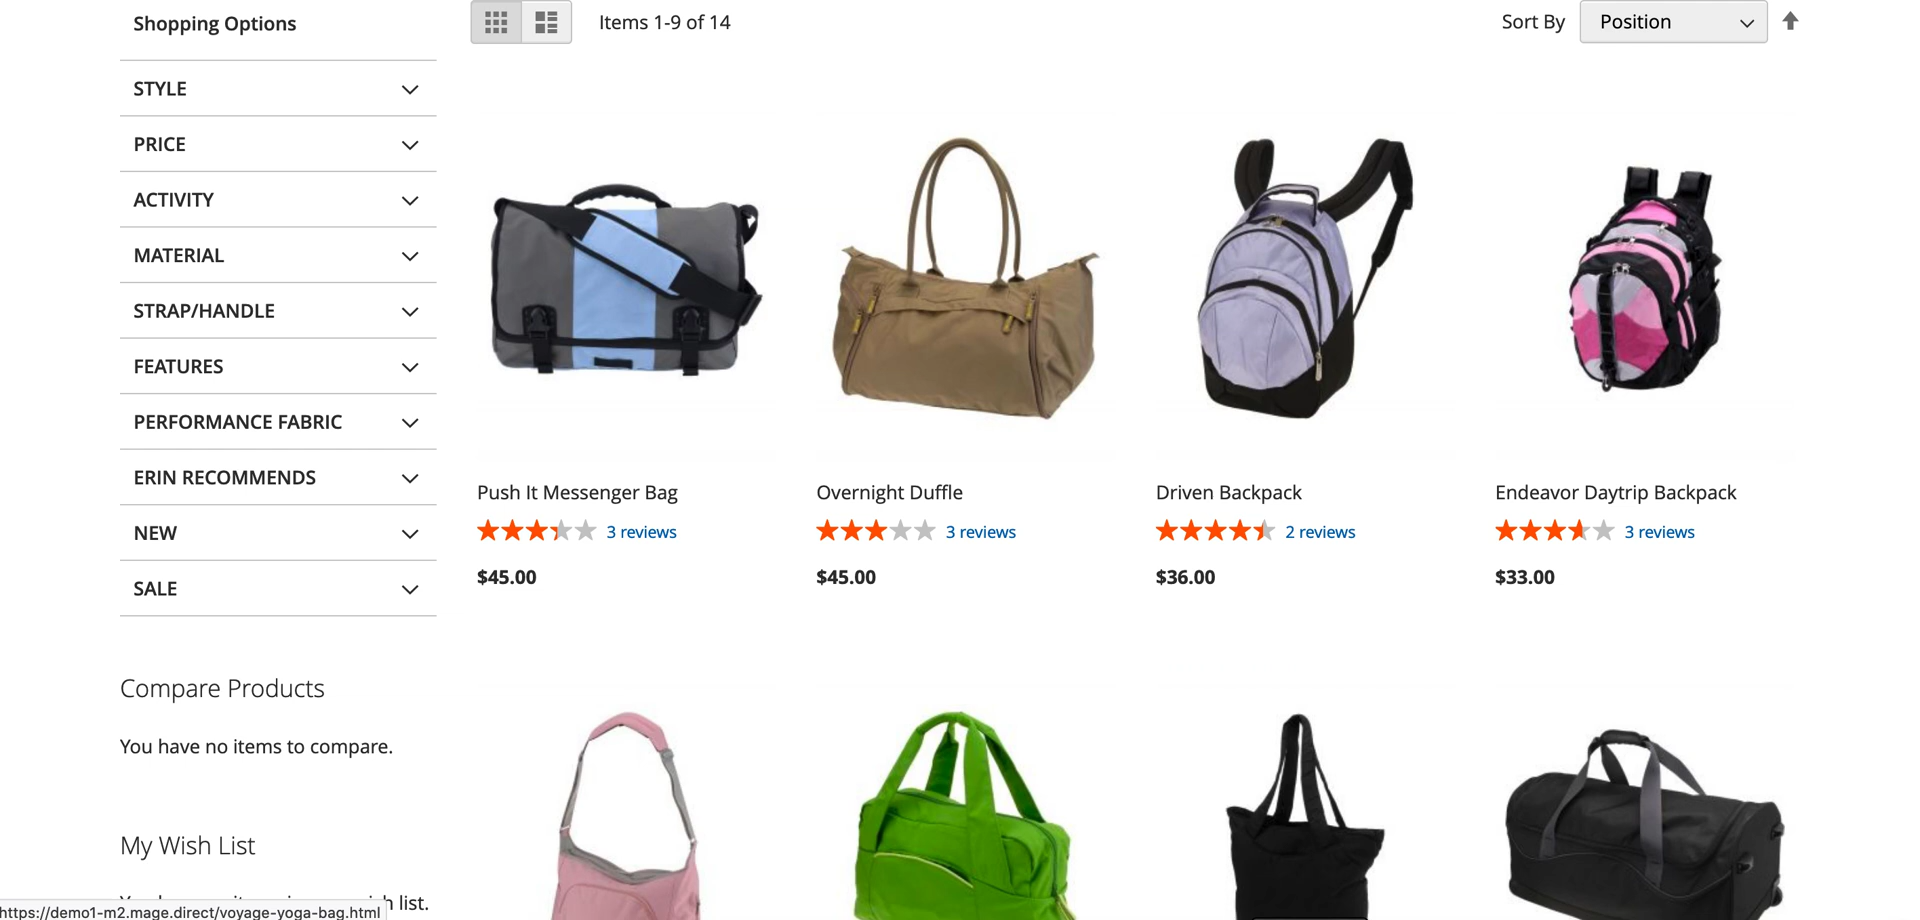 Shopping Options
Items 1-9 of 14
Sort By
Position
STYLE
PRICE
ACTIVITY
MATERIAL
STRAP/HANDLE
FEATURES
PERFORMANCE FABRIC
ERIN RECOMMENDS
NEW
SALE
Push It Messenger Bag
3 reviews
$45.00
Overnight Duffle
3 reviews
$45.00
Driven Backpack
2 reviews
$36.00
Endeavor Daytrip Backpack
3 reviews
$33.00
Compare Products
You have no items to compare.
My Wish List
list.
https://demo1-m2.mage.direct/voyage-yoga-bag.html